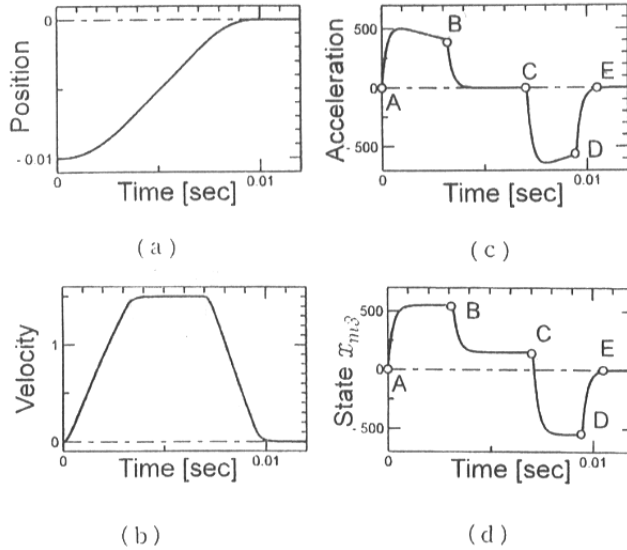 0
Position
- 0 01
0
0.01
Time [sec]
(a)
500
B
Acceleration
0
A
C
E
- 500
D
0
0.01
Time [sec]
(c)
1
Velocity
0
0
0.01
Time [sec]
(b)
500
B
State x_{m3}
C
0
A
E
- 500
D
0
0.01
Time [sec]
(d)